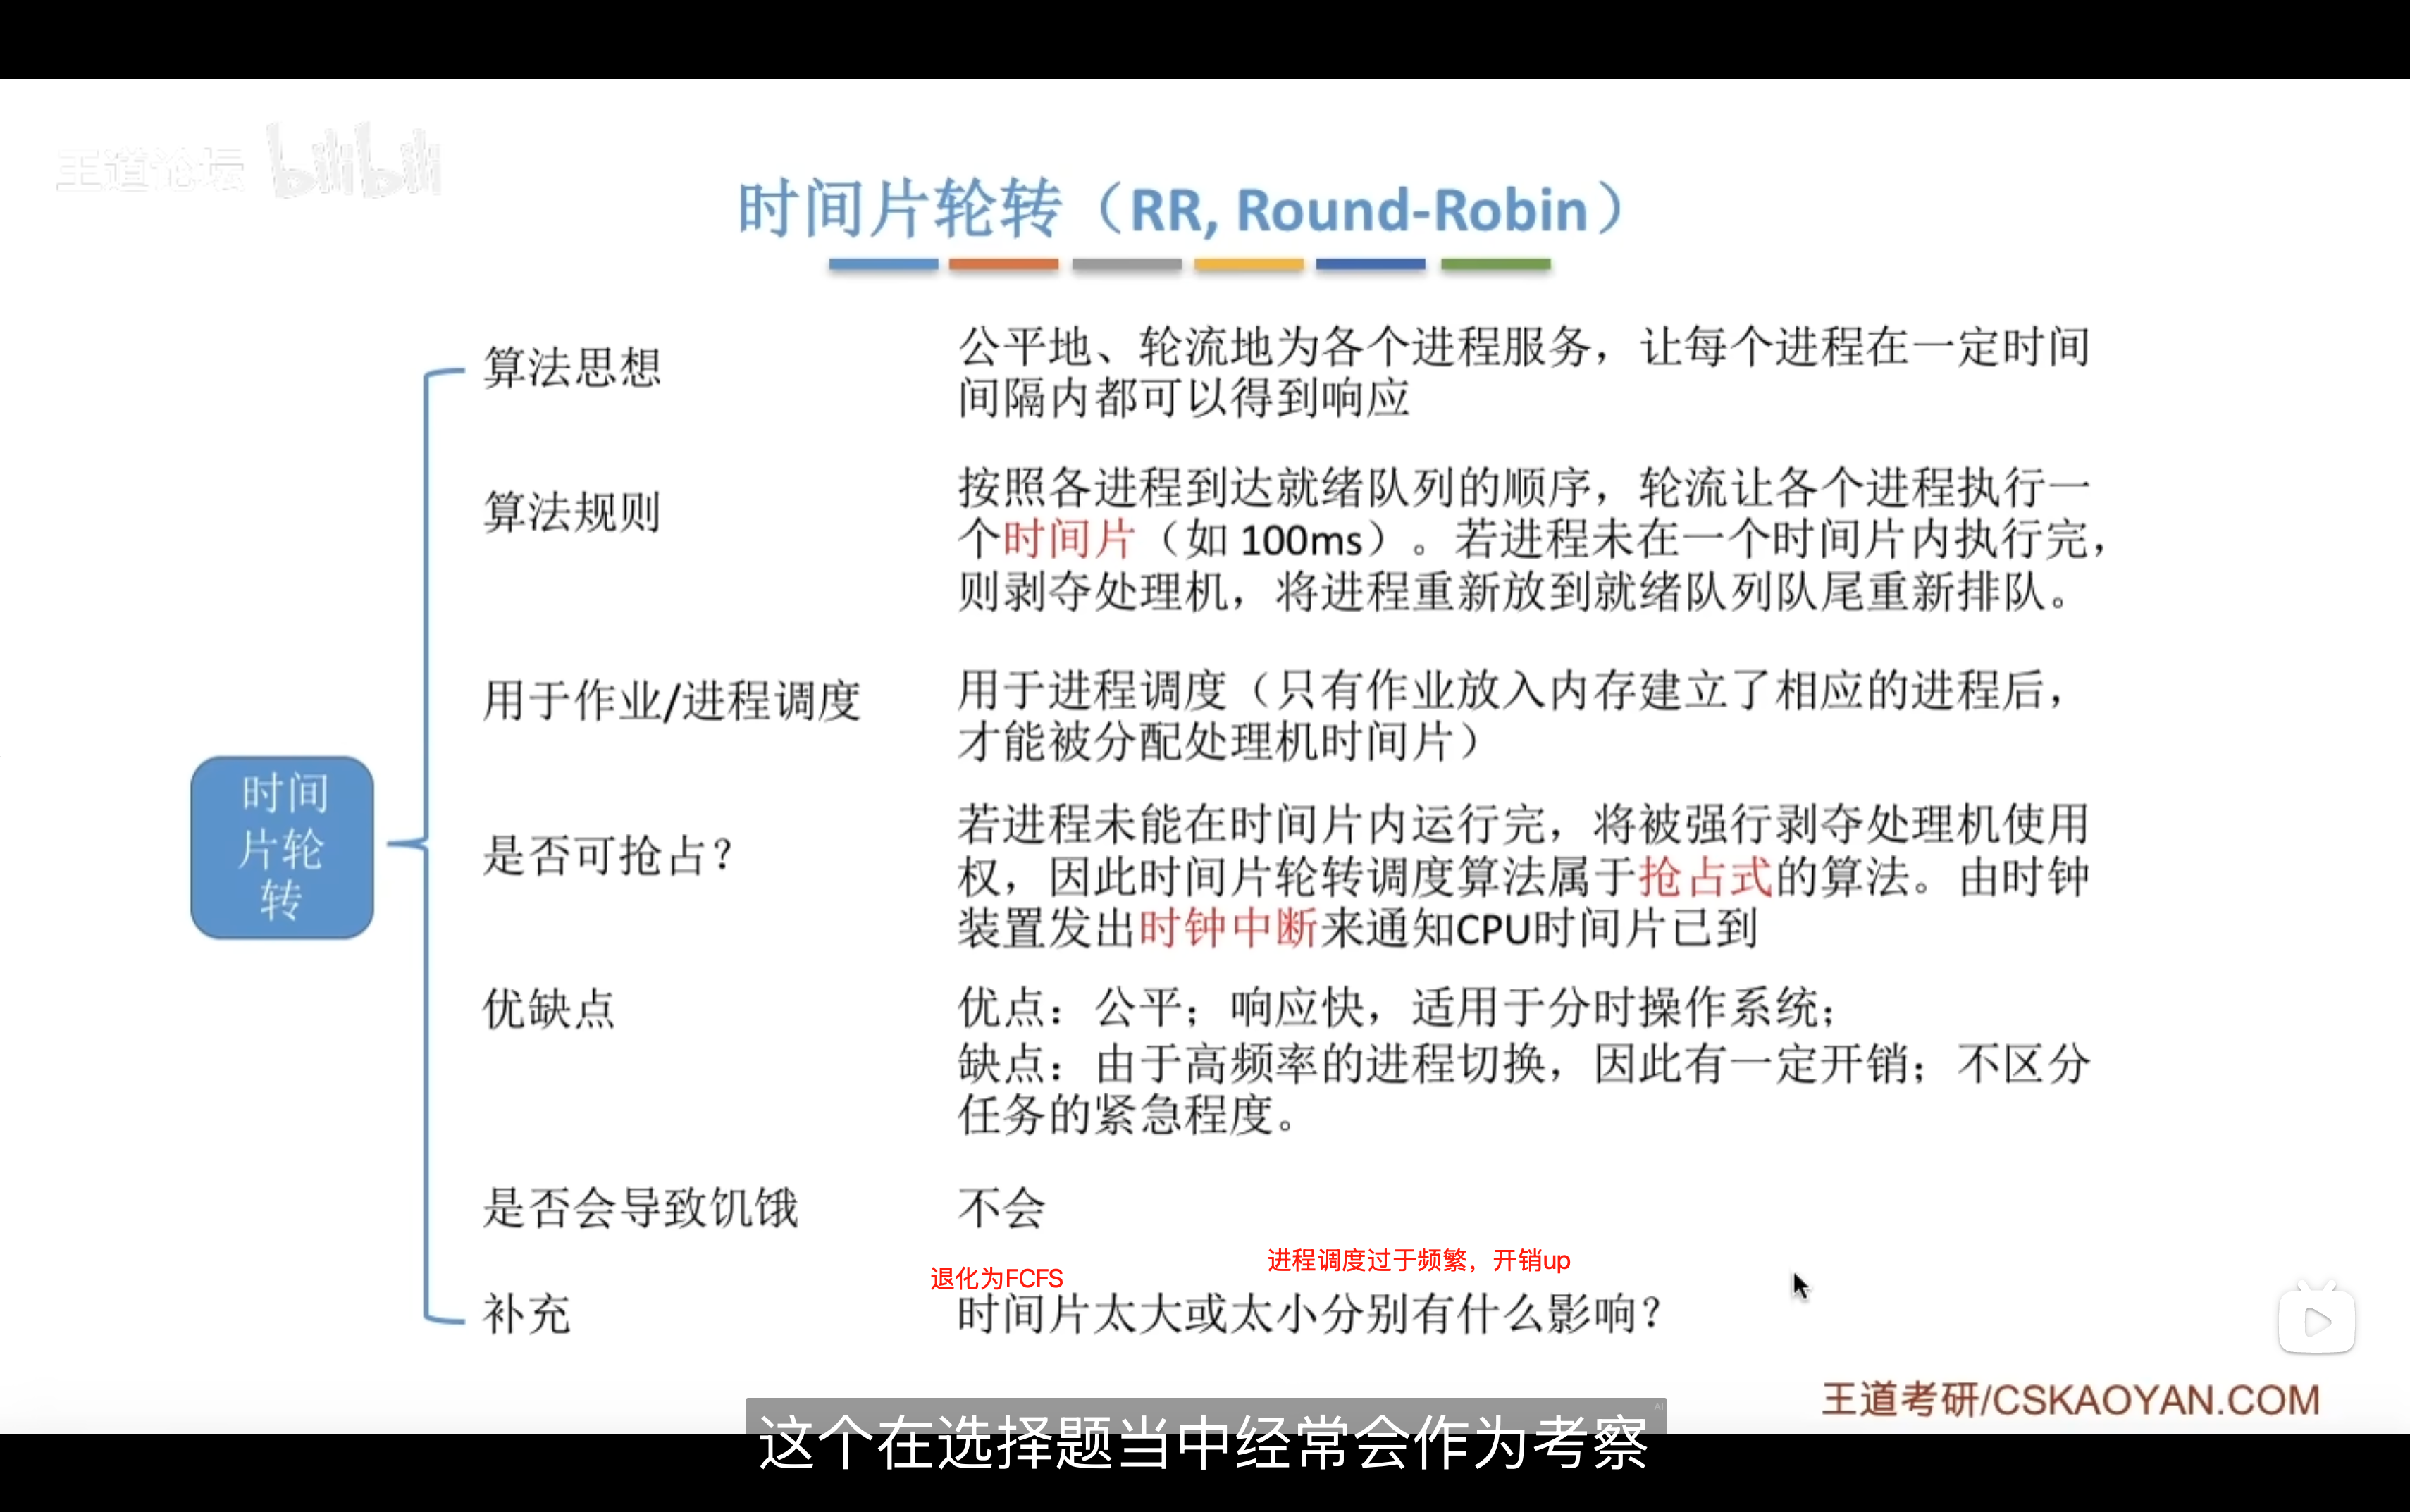 王道论坛 bilibili
时间片轮转（RR, Round-Robin）
算法思想
公平地、轮流地为各个进程服务，让每个进程在一定时间
间隔内都可以得到响应
算法规则
按照各进程到达就绪队列的顺序，轮流让各个进程执行一
个时间片（如 100ms）。若进程未在一个时间片内执行完，
则剥夺处理机，将进程重新放到就绪队列队尾重新排队。
用于作业/进程调度
用于进程调度（只有作业放入内存建立了相应的进程后，
才能被分配处理机时间片）
时间
片轮
转
是否可抢占？
若进程未能在时间片内运行完，将被强行剥夺处理机使用
权，因此时间片轮转调度算法属于抢占式的算法。由时钟
装置发出时钟中断来通知CPU时间片已到
优缺点
优点：公平；响应快，适用于分时操作系统；
缺点：由于高频率的进程切换，因此有一定开销；不区分
任务的紧急程度。
是否会导致饥饿
不会
进程调度过于频繁，开销up
退化为FCFS
补充
时间片太大或太小分别有什么影响？
王道考研/CSKAOYAN.COM
AI
这个在选择题当中经常会作为考察